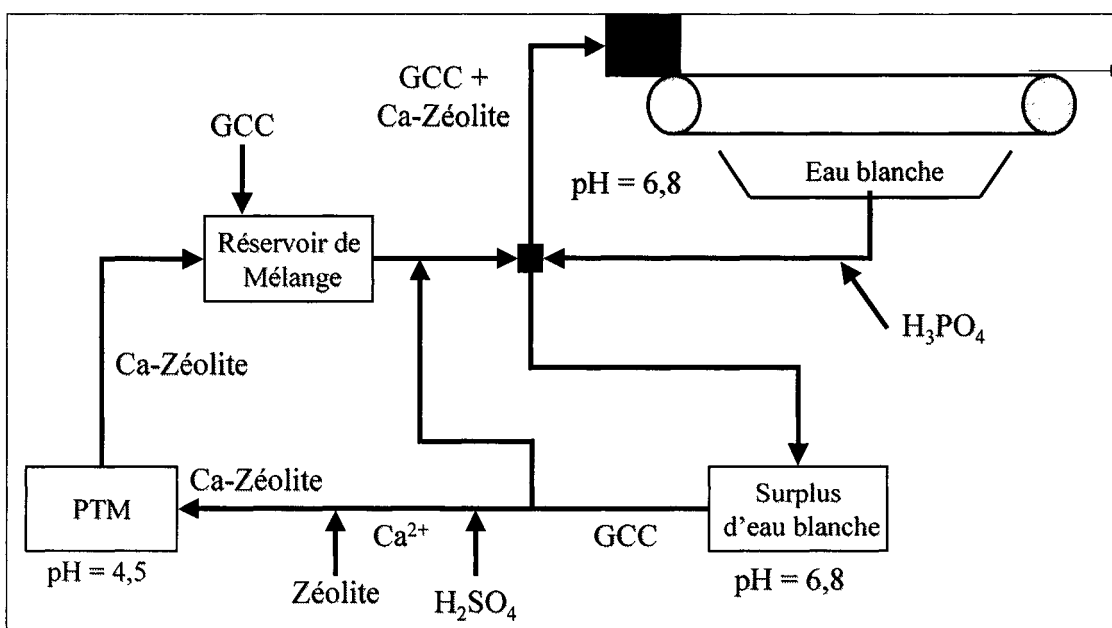 GCC +
Ca-Zéolite
GCC
Eau blanche
pH = 6,8
Réservoir de
Mélange
H₃PO₄
Ca-Zéolite
Ca-Zéolite
PTM
Ca²⁺
GCC
Surplus
d'eau blanche
pH = 4,5
Zéolite
H₂SO₄
pH = 6,8